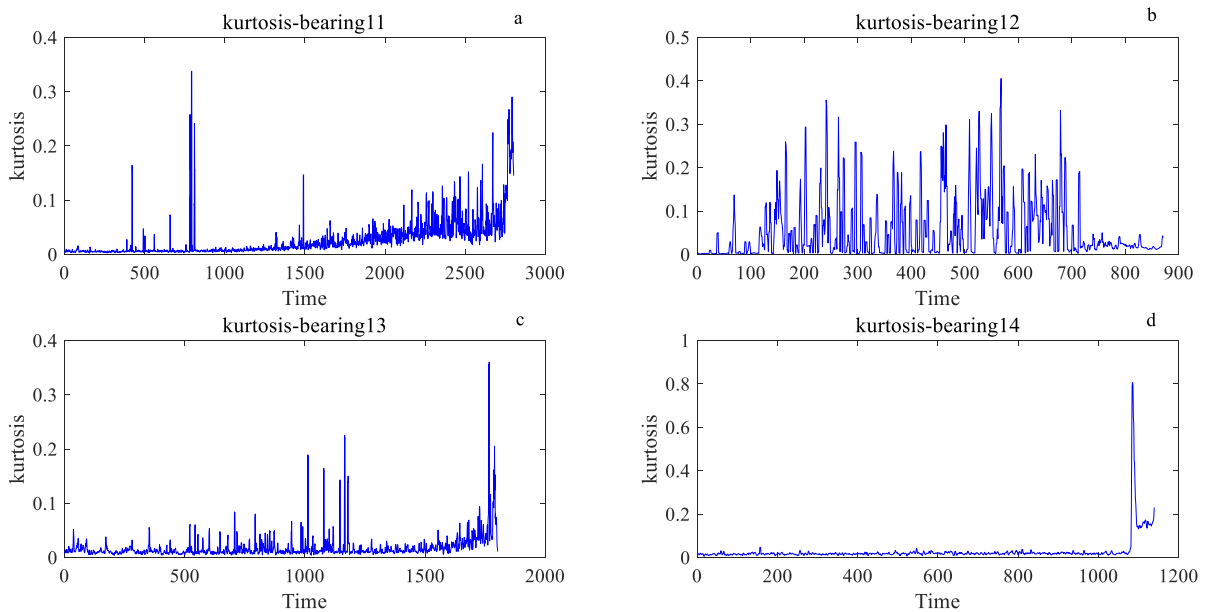 kurtosis-bearing11
a
kurtosis
0.4
0.3
0.2
0.1
0
0 500 1000 1500 2000 2500 3000
Time
kurtosis-bearing12
b
kurtosis
0.5
0.4
0.3
0.2
0.1
0
0 100 200 300 400 500 600 700 800 900
Time
kurtosis-bearing13
c
kurtosis
0.4
0.3
0.2
0.1
0
0 500 1000 1500 2000
Time
kurtosis-bearing14
d
kurtosis
1
0.8
0.6
0.4
0.2
0
0 200 400 600 800 1000 1200
Time